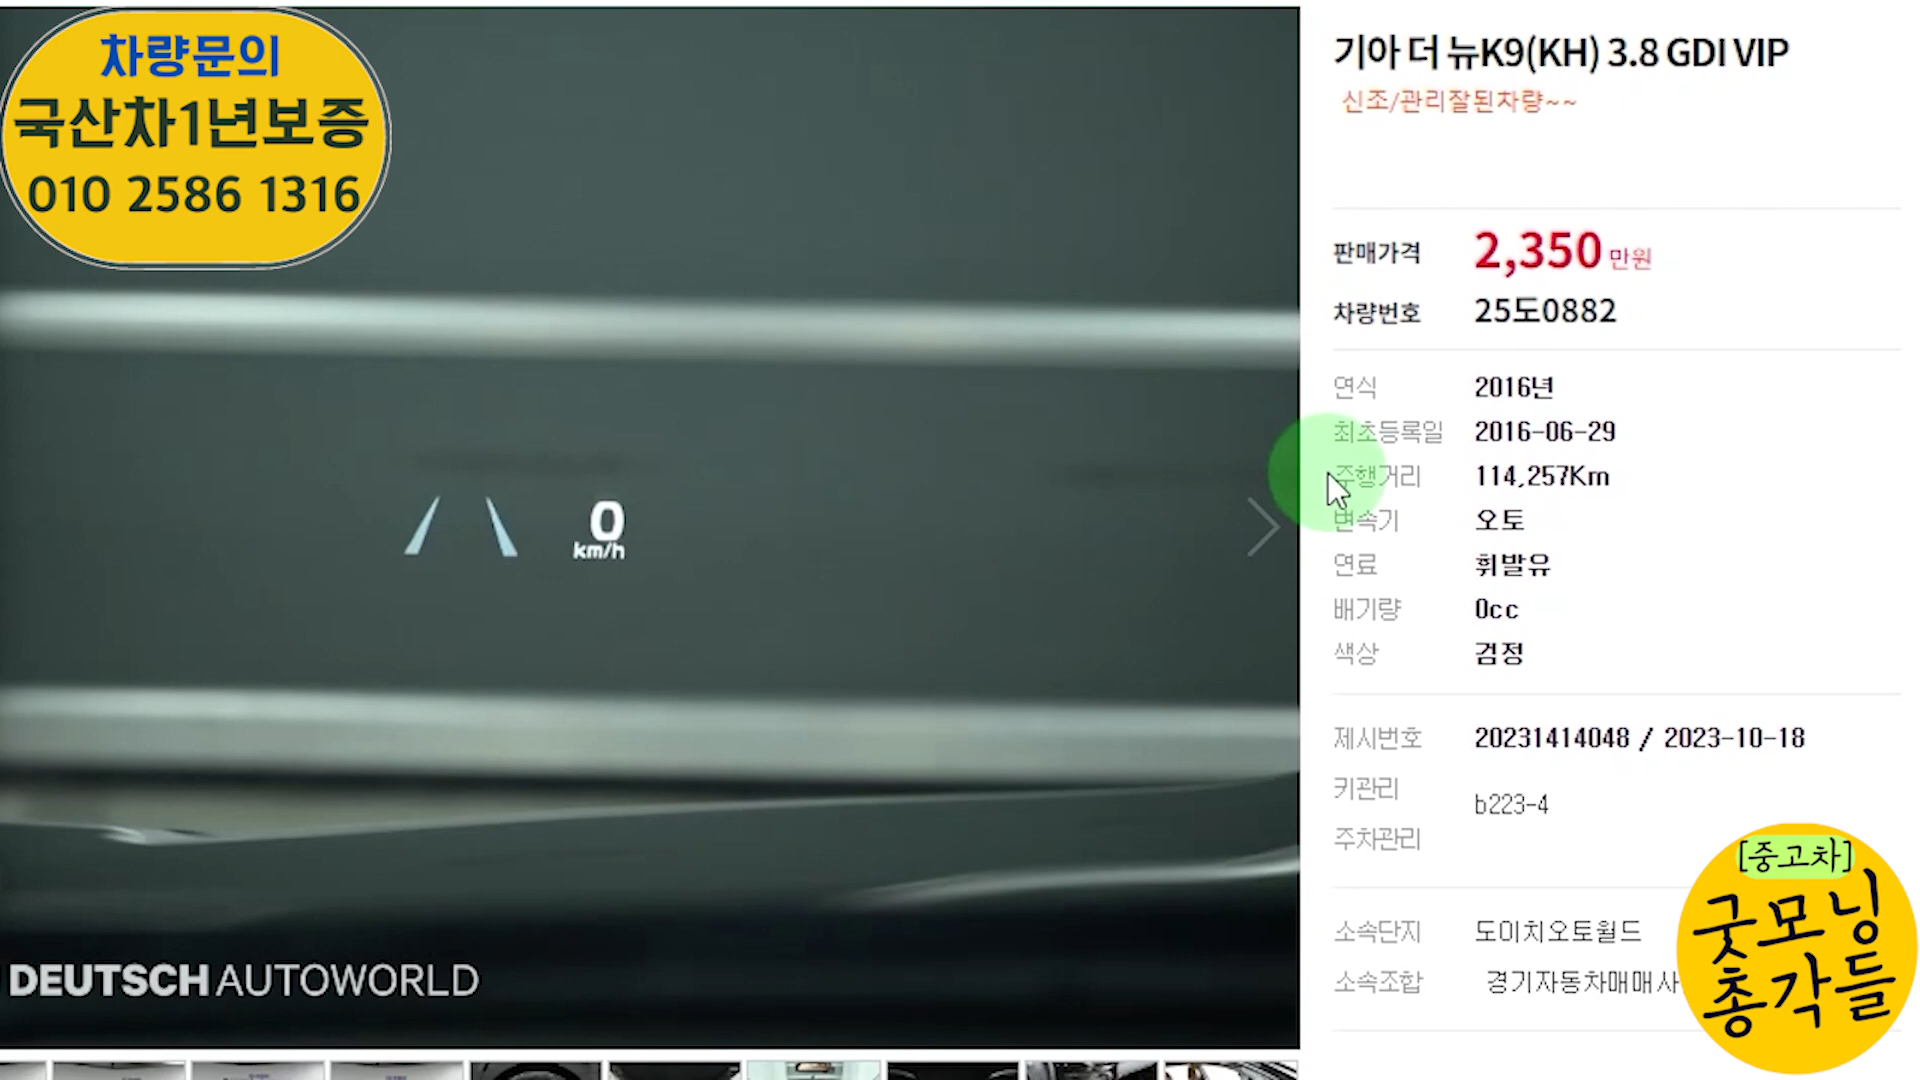 차량문의
국산차1년보증
010 2586 1316
0
km/h
DEUTSCH AUTOWORLD
기아 더 뉴K9(KH) 3.8 GDI VIP
신조/관리잘된차량~~
판매가격 2,350 만원
차량번호 25도0882
연식 2016년
최초등록일 2016-06-29
주행거리 114,257Km
변속기 오토
연료 휘발유
배기량 0cc
색상 검정
제시번호 20231414048 / 2023-10-18
키관리 b223-4
주차관리
소속단지 도이치오토월드
소속조합 경기자동차매매사
[중고차]
굿모닝
총각들